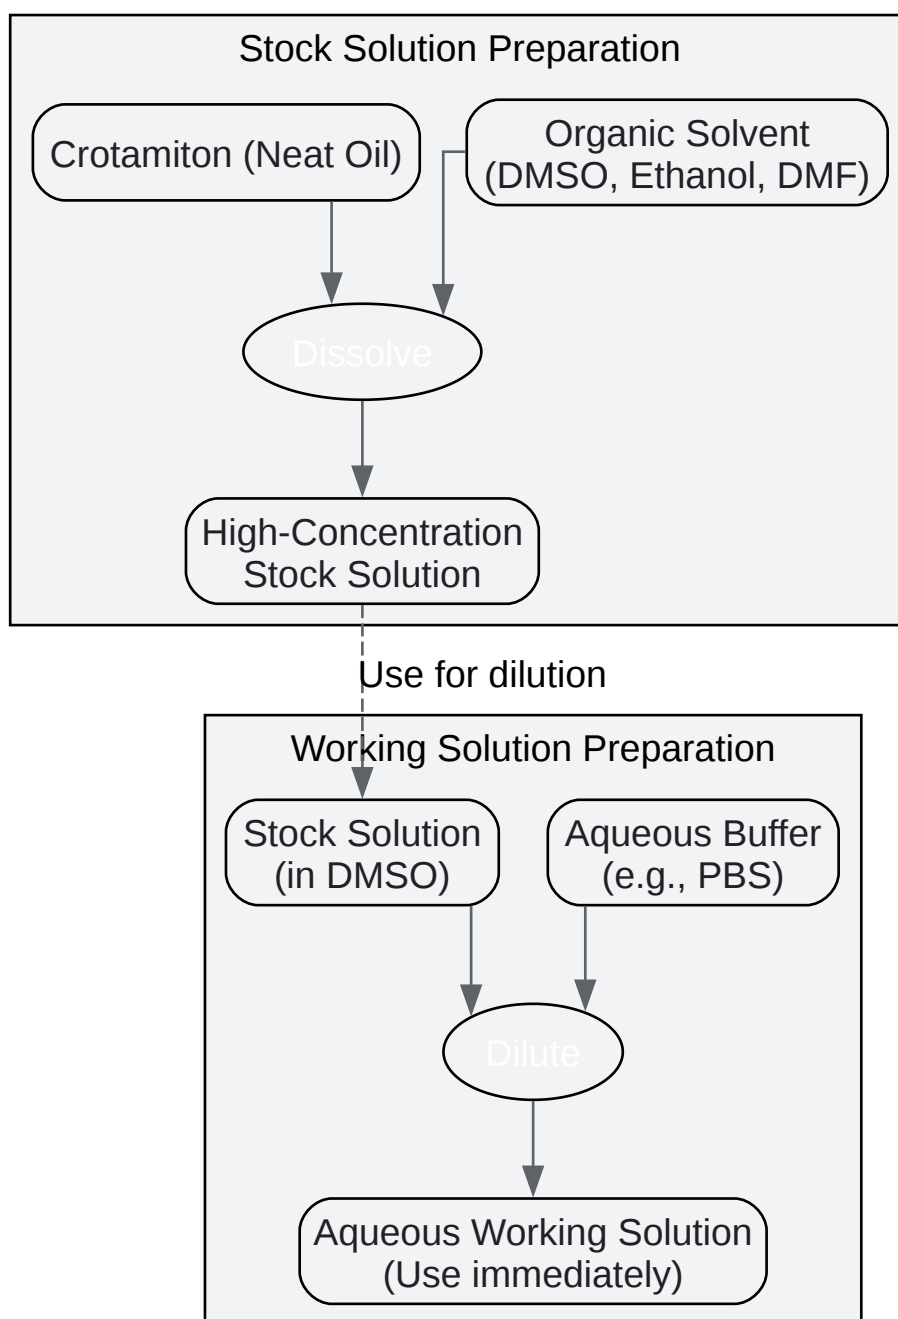 Stock Solution Preparation
Crotamiton (Neat Oil)
Organic Solvent
(DMSO, Ethanol, DMF)
Dissolve
High-Concentration
Stock Solution
Use for dilution
Working Solution Preparation
Stock Solution
(in DMSO)
Aqueous Buffer
(e.g., PBS)
Dilute
Aqueous Working Solution
(Use immediately)